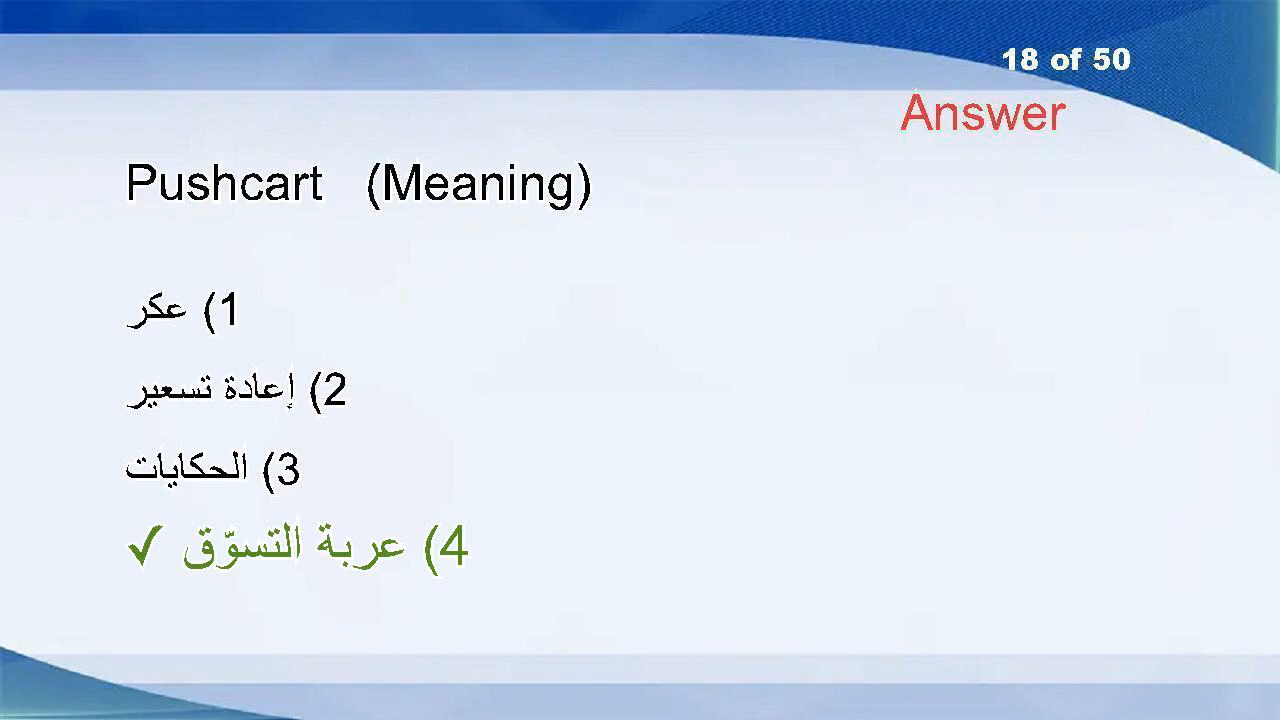 18 of 50
Answer
Pushcart (Meaning)
1) عكر
2) إعادة تسعير
3) الحكايات
4) عربة التسوّق ✓